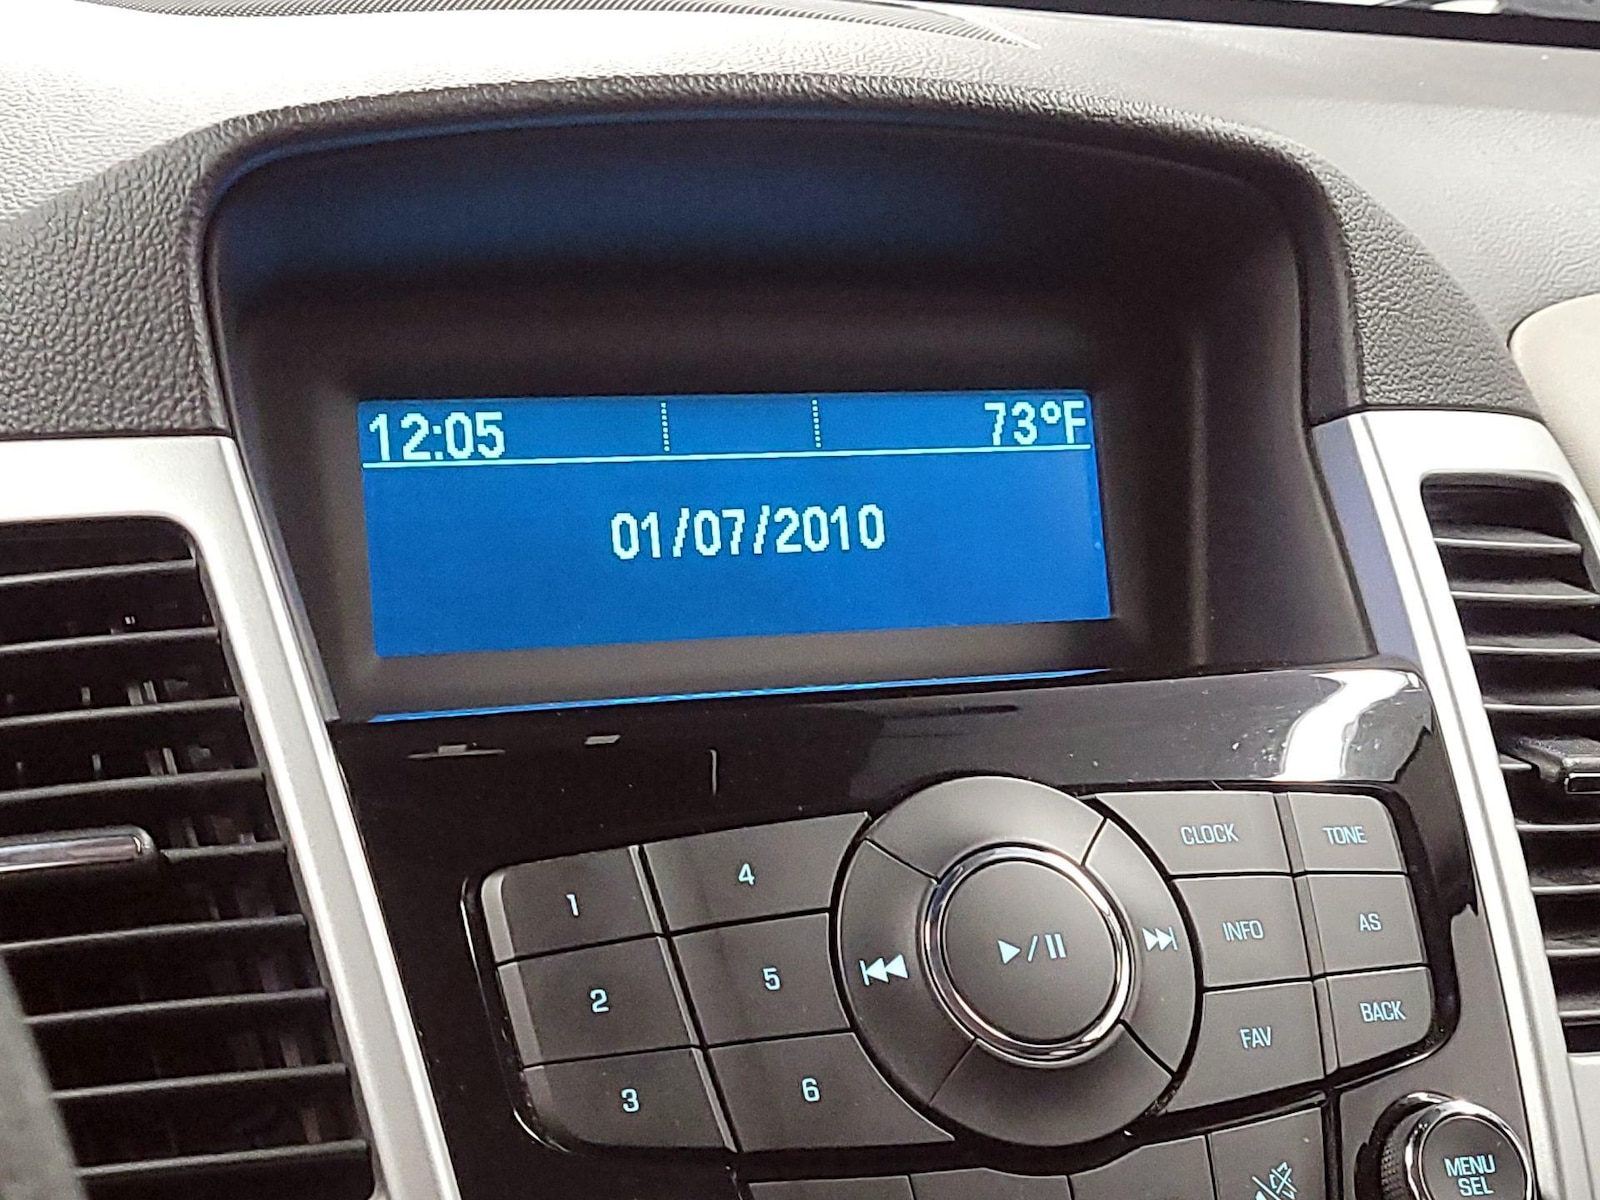 12:05 73°F
01/07/2010
1 4
2 5
3 6
CLOCK TONE
INFO AS
FAV BACK
MENU
SEL